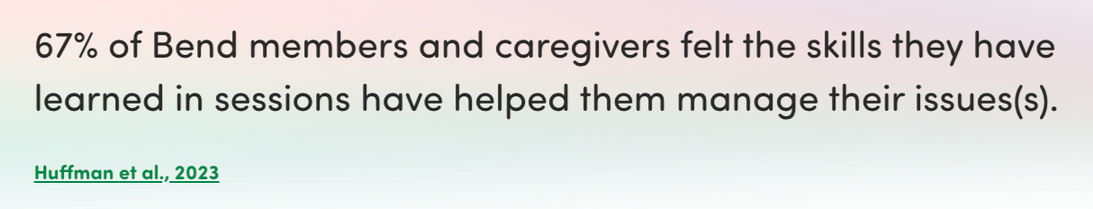 67% of Bend members and caregivers felt the skills they have
learned in sessions have helped them manage their issues(s).
Huffman et al., 2023